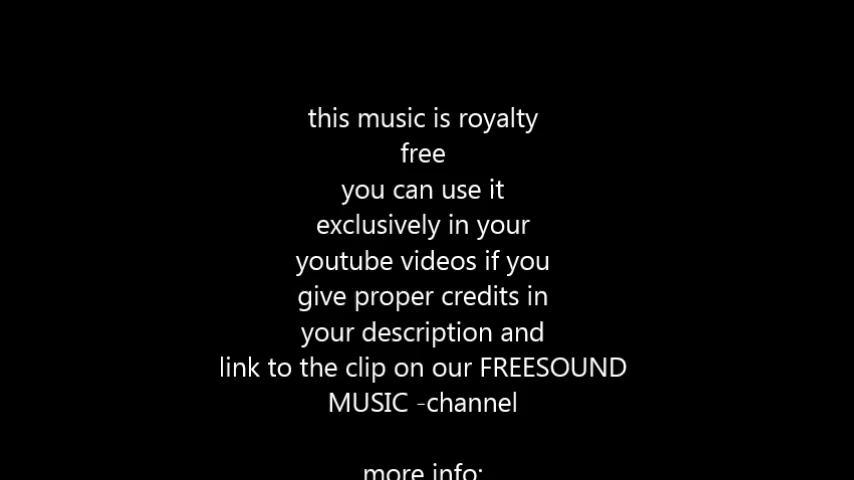 this music is royalty
free
you can use it
exclusively in your
youtube videos if you
give proper credits in
your description and
link to the clip on our FREESOUND
MUSIC -channel
more info: